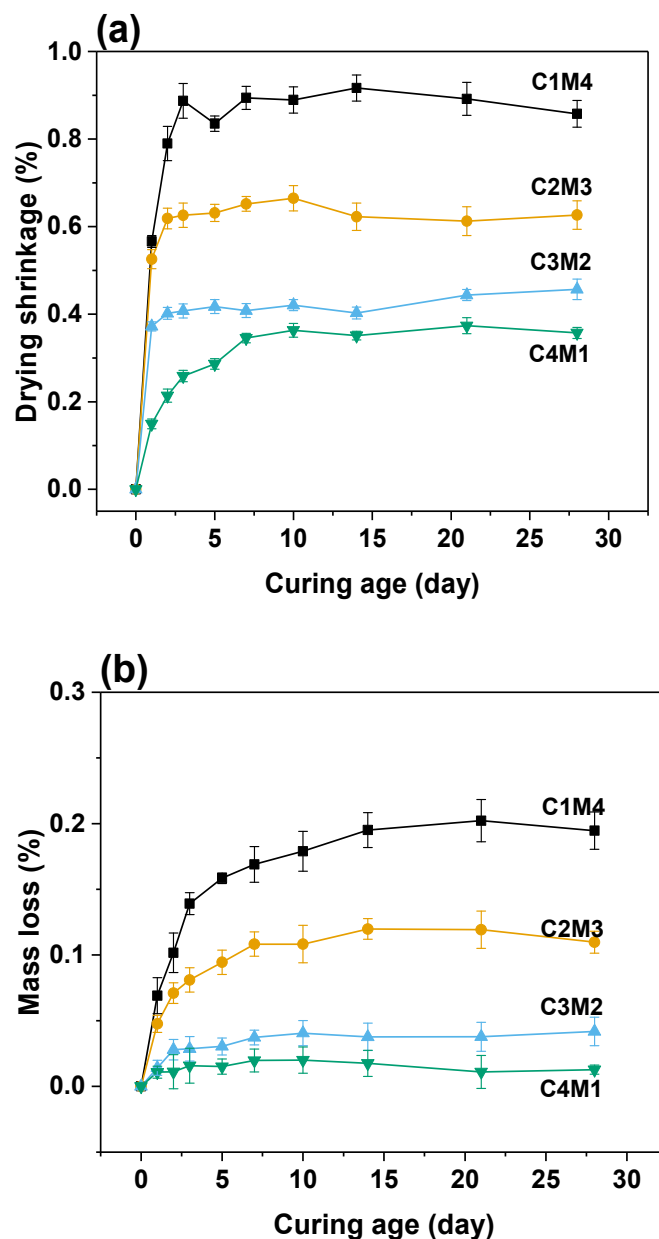 (a)
1.0
0.8
0.6
0.4
0.2
0.0
Drying shrinkage (%)
C1M4
C2M3
C3M2
C4M1
0 5 10 15 20 25 30
Curing age (day)
(b)
0.3
0.2
0.1
0.0
Mass loss (%)
C1M4
C2M3
C3M2
C4M1
0 5 10 15 20 25 30
Curing age (day)